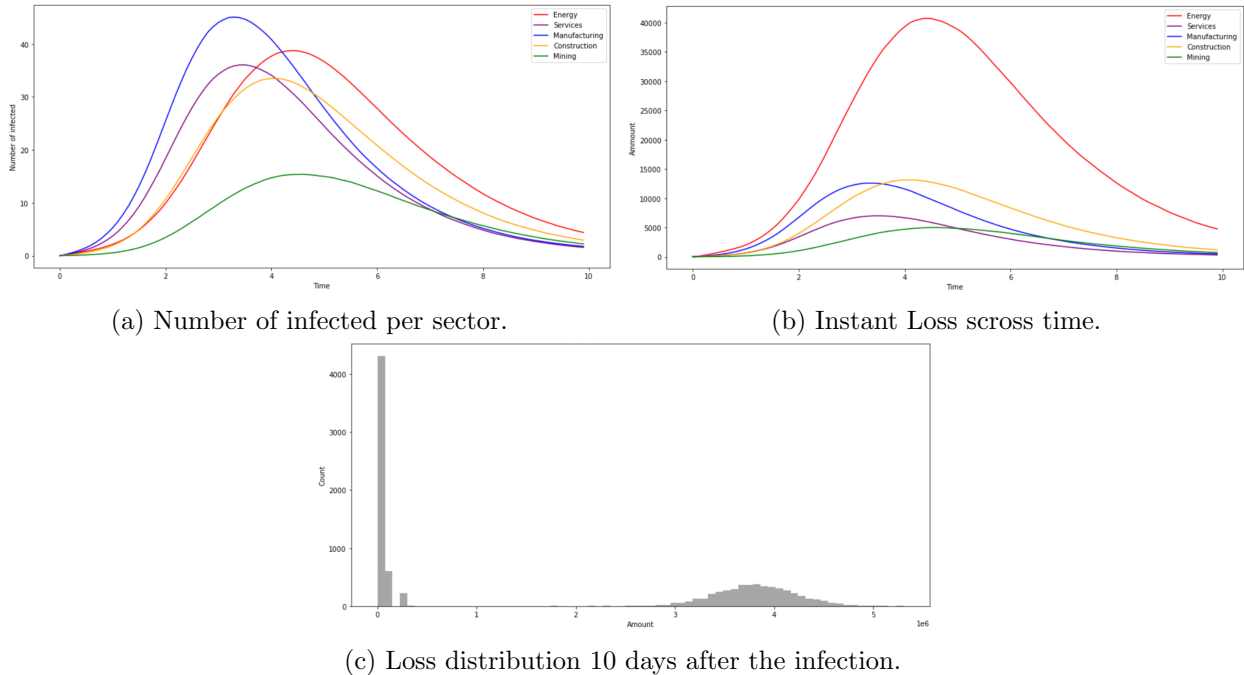 Energy
Services
Manufacturing
Construction
Mining
Number of infected
40
30
20
10
0
0 2 4 6 8 10
Time
(a) Number of infected per sector.
Energy
Services
Manufacturing
Construction
Mining
Ammount
40000
35000
30000
25000
20000
15000
10000
5000
0
0 2 4 6 8 10
Time
(b) Instant Loss scross time.
Count
4000
3000
2000
1000
0
0 1 2 3 4 5
1e6
Amount
(c) Loss distribution 10 days after the infection.